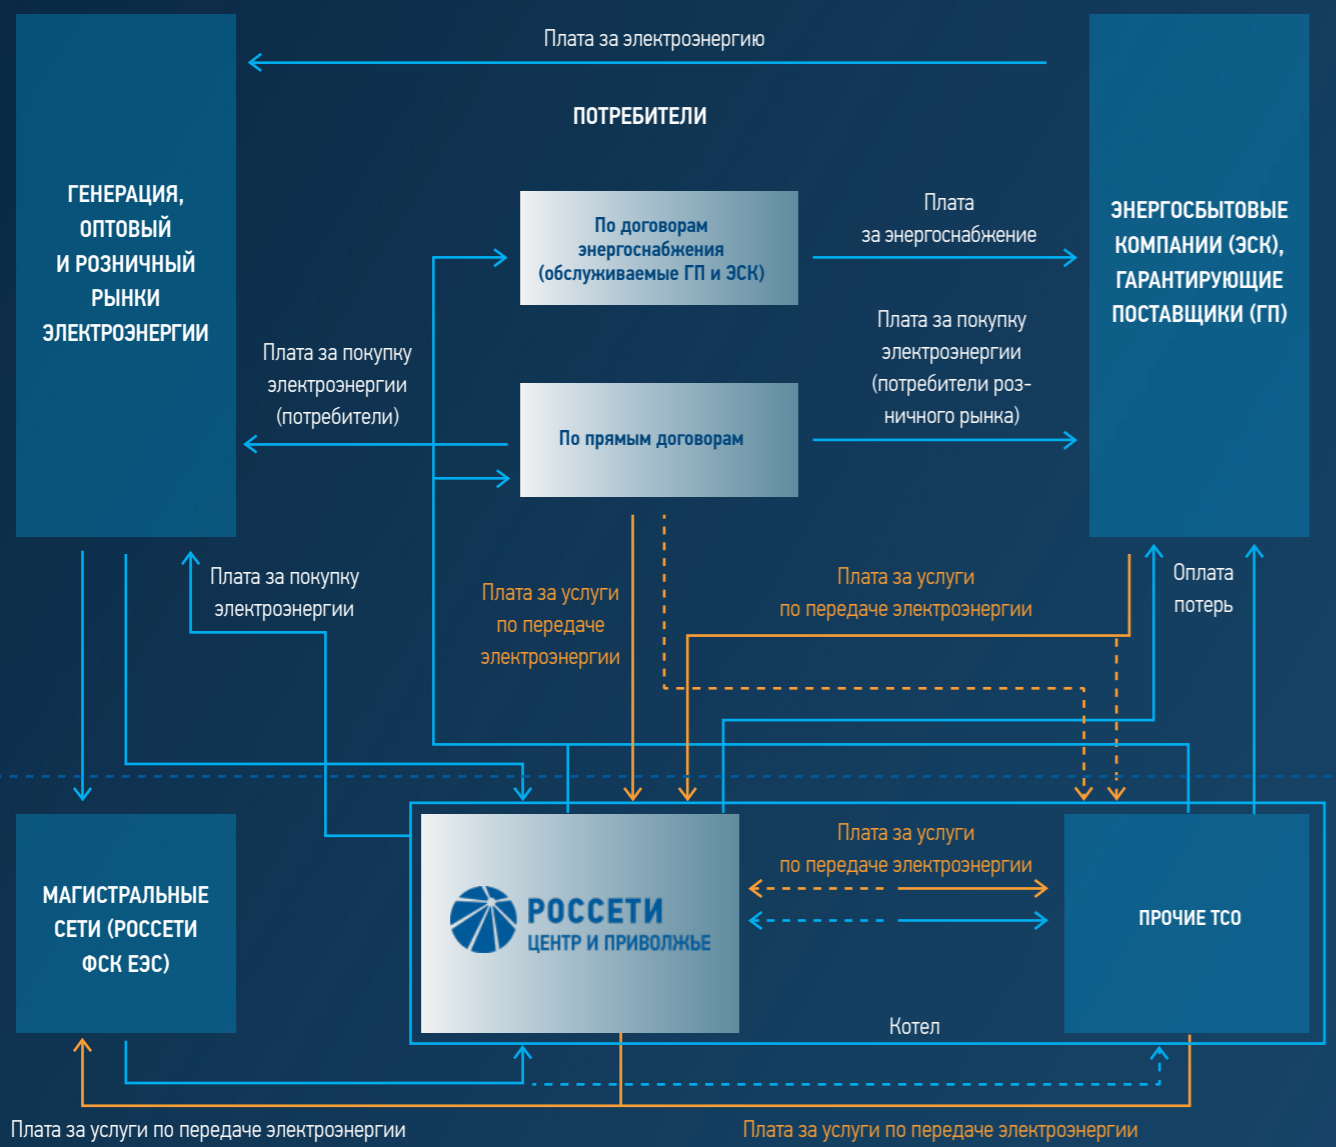 Плата за электроэнергию
ПОТРЕБИТЕЛИ
ГЕНЕРАЦИЯ,
ОПТОВЫЙ
И РОЗНИЧНЫЙ
РЫНКИ
ЭЛЕКТРОЭНЕРГИИ
По договорам
энергоснабжения
(обслуживаемые ГП и ЭСК)
Плата
за энергоснабжение
ЭНЕРГОСБЫТОВЫЕ
КОМПАНИИ (ЭСК),
ГАРАНТИРУЮЩИЕ
ПОСТАВЩИКИ (ГП)
Плата за покупку
электроэнергии
(потребители)
По прямым договорам
Плата за покупку
электроэнергии
(потребители роз-
ничного рынка)
Плата за покупку
электроэнергии
Плата за услуги
по передаче
электроэнергии
Плата за услуги
по передаче электроэнергии
Оплата
потерь
МАГИСТРАЛЬНЫЕ
СЕТИ (РОССЕТИ
ФСК ЕЭС)
РОССЕТИ
ЦЕНТР И ПРИВОЛЖЬЕ
Плата за услуги
по передаче электроэнергии
ПРОЧИЕ ТСО
Котел
Плата за услуги по передаче электроэнергии
Плата за услуги по передаче электроэнергии